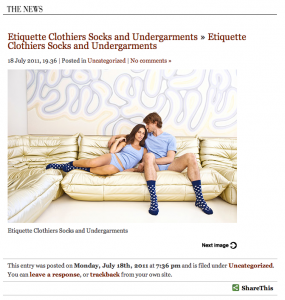 THE NEWS
Etiquette Clothiers Socks and Undergarments » Etiquette
Clothiers Socks and Undergarments
18 July 2011, 19.36 | Posted in Uncategorized | No comments »
Etiquette Clothiers Socks and Undergarments
Next image
This entry was posted on Monday, July 18th, 2011 at 7:36 pm and is filed under Uncategorized.
You can leave a response, or trackback from your own site.
ShareThis